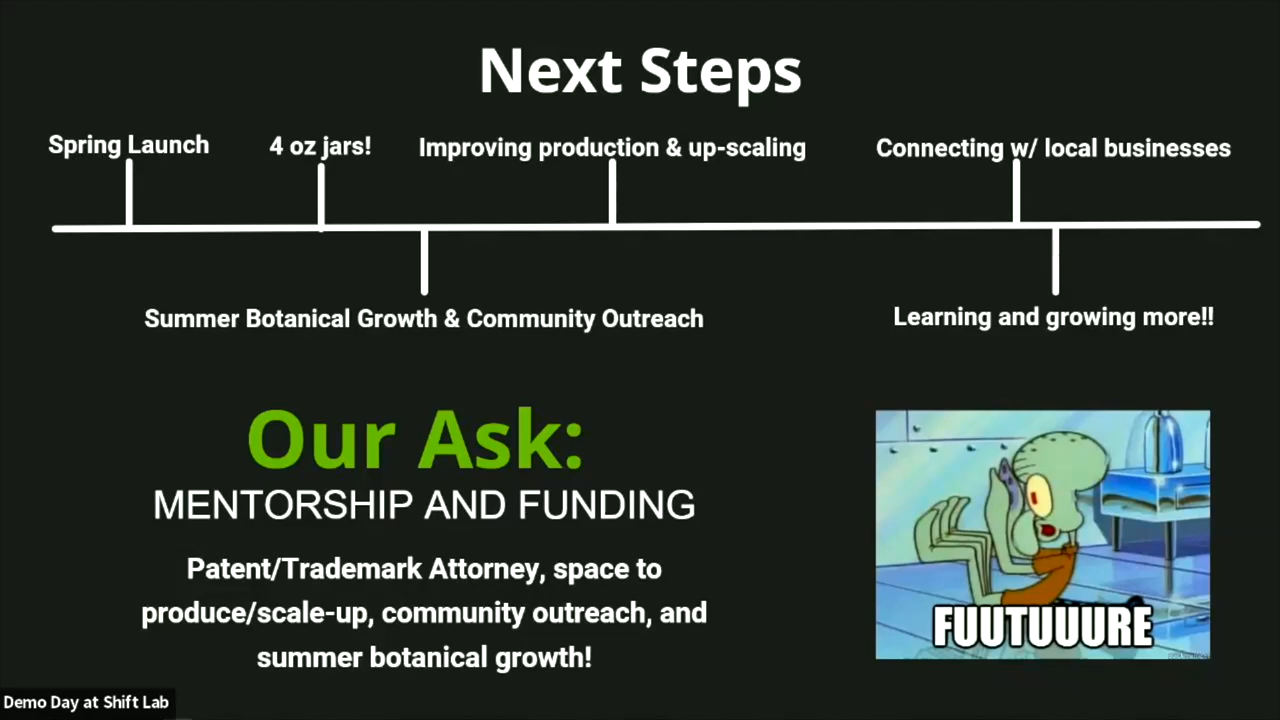 Next Steps
Spring Launch
4 oz jars!
Improving production & up-scaling
Connecting w/ local businesses
Summer Botanical Growth & Community Outreach
Learning and growing more!!
Our Ask:
MENTORSHIP AND FUNDING
Patent/Trademark Attorney, space to
produce/scale-up, community outreach, and
summer botanical growth!
FUUTUUURE
Demo Day at Shift Lab